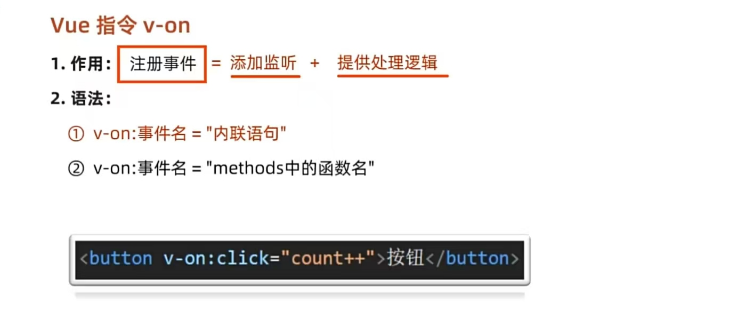 Vue 指令 v-on
1. 作用： 注册事件 = 添加监听 + 提供处理逻辑
2. 语法：
① v-on:事件名 = "内联语句"
② v-on:事件名 = "methods中的函数名"
<button v-on:click="count++">按钮</button>